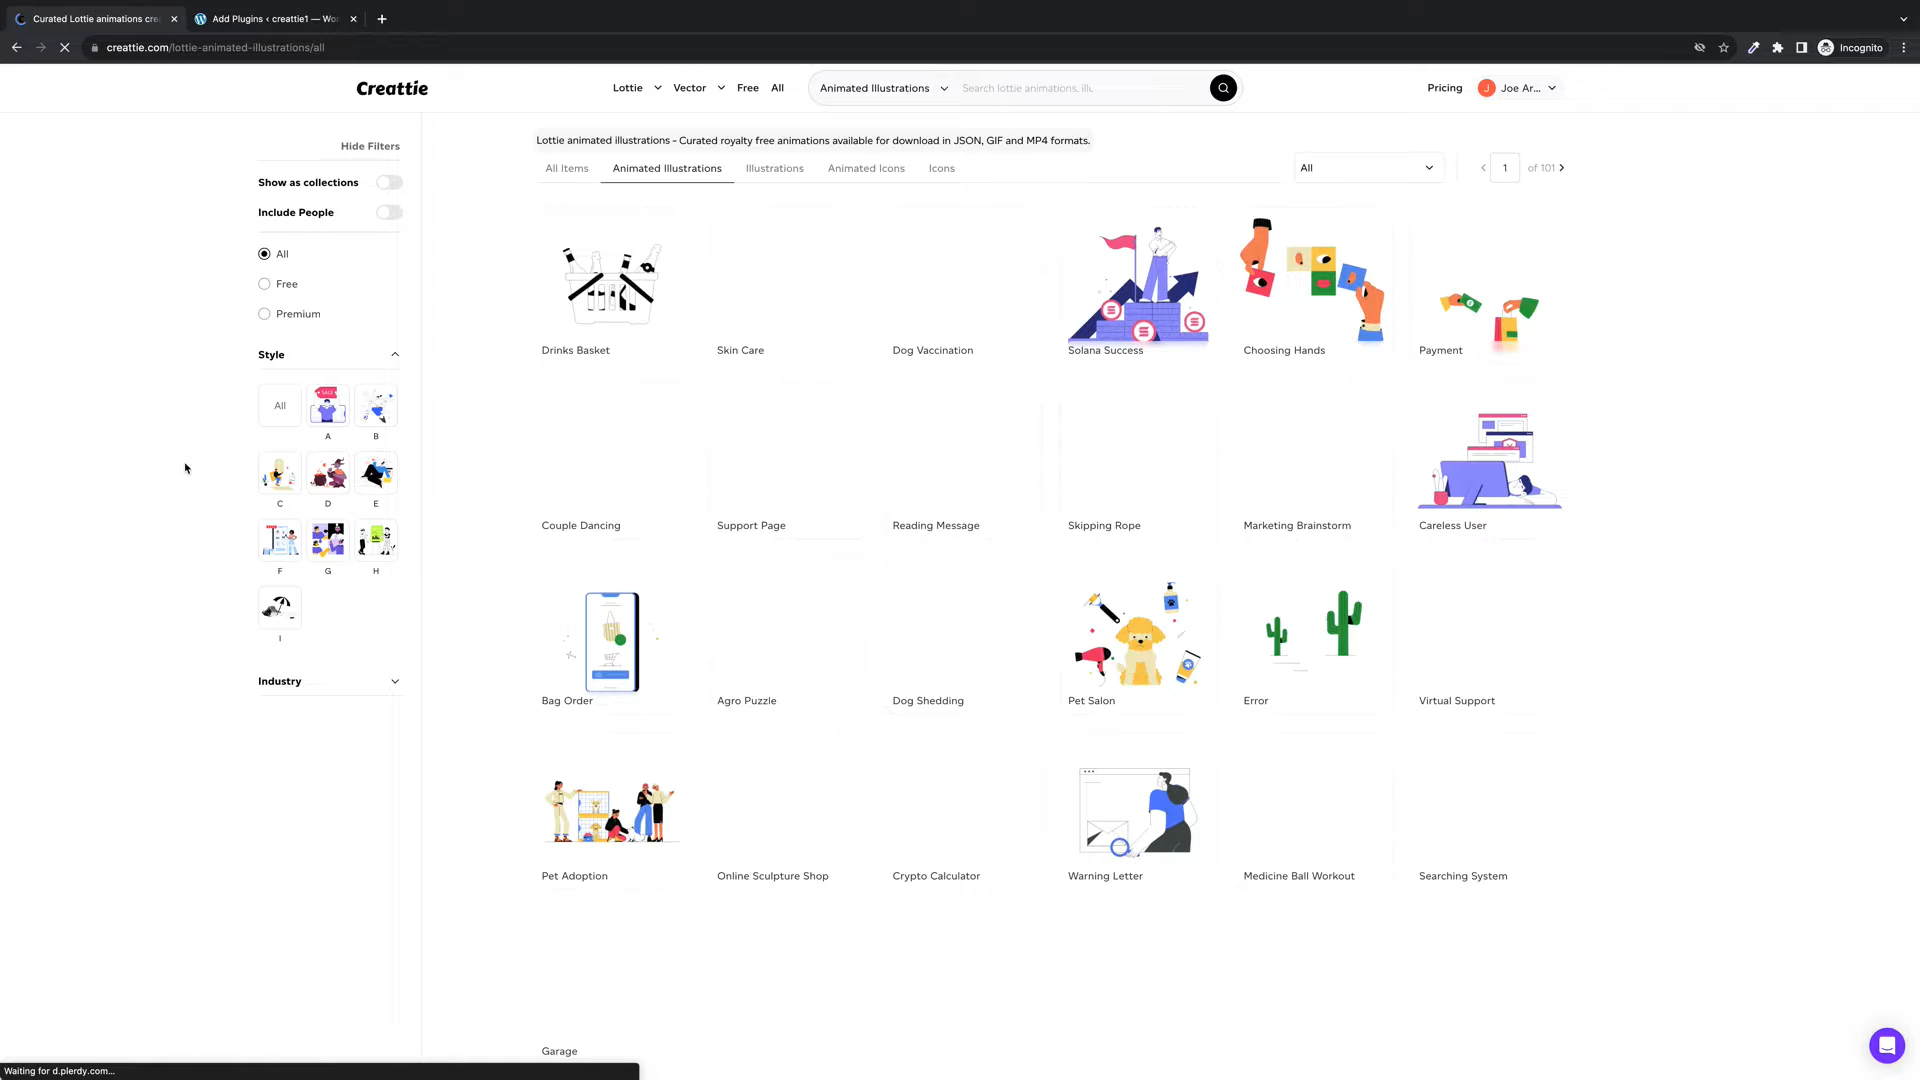 Curated Lottie animations crea
Add Plugins ‹ creattie1 — Wor
creattie.com/lottie-animated-illustrations/all
Incognito
Creattie
Lottie
Vector
Free
All
Animated Illustrations
Search lottie animations, illu
Pricing
J
Joe Ar...
Hide Filters
Show as collections
Include People
All
Free
Premium
Style
All
A
B
C
D
E
F
G
H
I
Industry
Lottie animated illustrations - Curated royalty free animations available for download in JSON, GIF and MP4 formats.
All Items
Animated Illustrations
Illustrations
Animated Icons
Icons
All
1
of 101
Drinks Basket
Skin Care
Dog Vaccination
Solana Success
Choosing Hands
Payment
Couple Dancing
Support Page
Reading Message
Skipping Rope
Marketing Brainstorm
Careless User
Bag Order
Agro Puzzle
Dog Shedding
Pet Salon
Error
Virtual Support
Pet Adoption
Online Sculpture Shop
Crypto Calculator
Warning Letter
Medicine Ball Workout
Searching System
Garage
Waiting for d.plerdy.com...